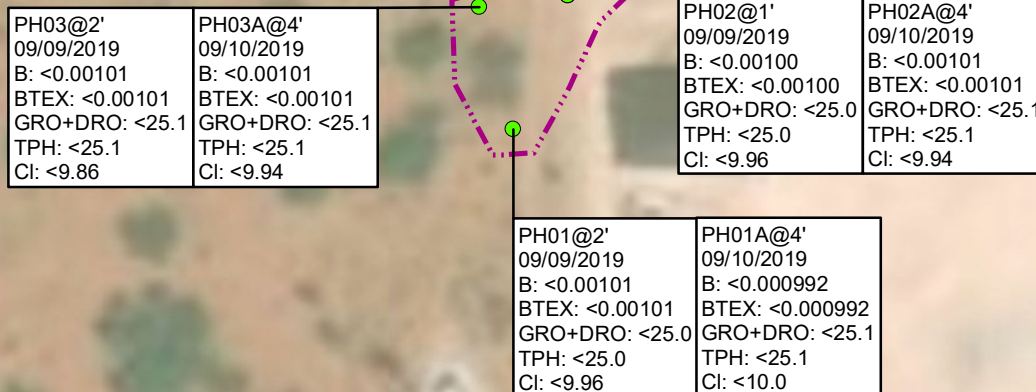 PH03@2'
09/09/2019
B: <0.00101
BTEX: <0.00101
GRO+DRO: <25.1
TPH: <25.1
Cl: <9.86
PH03A@4'
09/10/2019
B: <0.00101
BTEX: <0.00101
GRO+DRO: <25.1
TPH: <25.1
Cl: <9.94
PH02@1'
09/09/2019
B: <0.00100
BTEX: <0.00100
GRO+DRO: <25.0
TPH: <25.0
Cl: <9.96
PH02A@4'
09/10/2019
B: <0.00101
BTEX: <0.00101
GRO+DRO: <25.1
TPH: <25.1
Cl: <9.94
PH01@2'
09/09/2019
B: <0.00101
BTEX: <0.00101
GRO+DRO: <25.0
TPH: <25.0
Cl: <9.96
PH01A@4'
09/10/2019
B: <0.000992
BTEX: <0.000992
GRO+DRO: <25.1
TPH: <25.1
Cl: <10.0